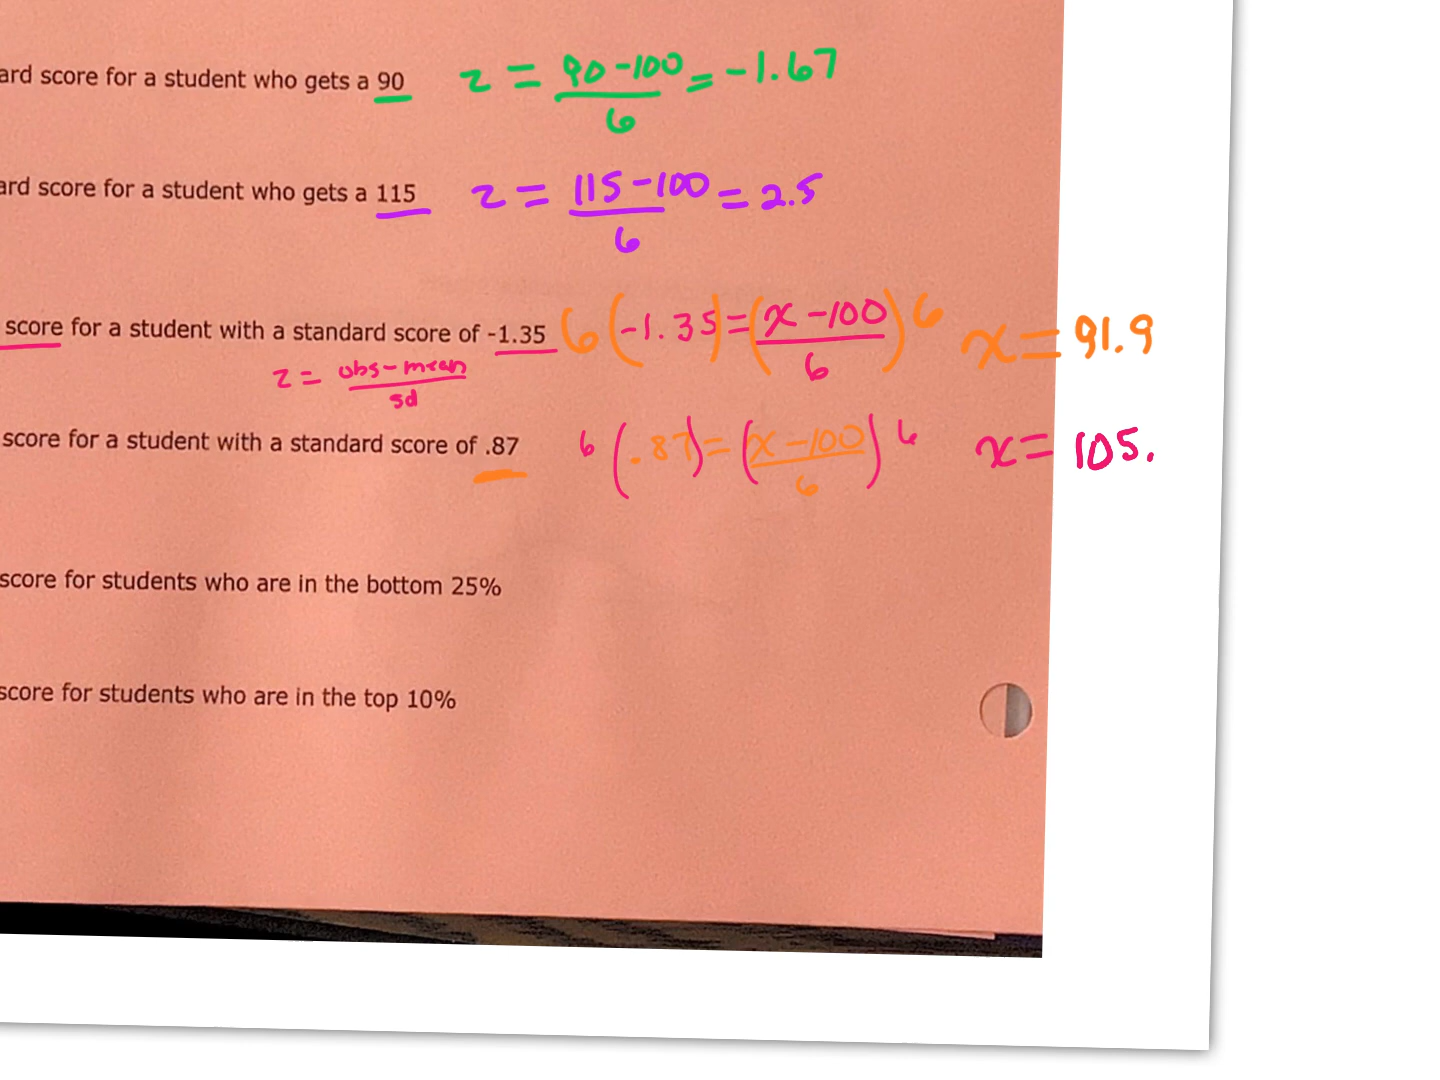 ard score for a student who gets a 90 z = 90-100/6 = -1.67
ard score for a student who gets a 115 z = 115-100/6 = 2.5
score for a student with a standard score of -1.35 6(-1.35)=(x-100/6)6 x=91.9
z = obs-mean/sd
score for a student with a standard score of .87 6(.87)=(x-100/6)6 x=105.
score for students who are in the bottom 25%
score for students who are in the top 10%